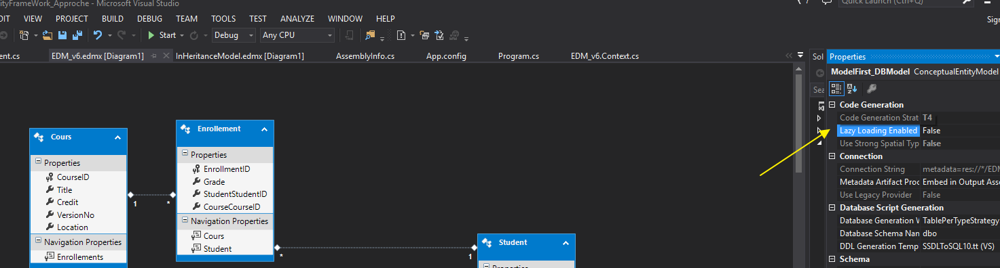 ityFrameWork_Approche - Microsoft Visual Studio
Quick Launch (Ctrl+Q)
DIT VIEW PROJECT BUILD DEBUG TEAM TOOLS TEST ANALYZE WINDOW HELP
Sign
Start Debug Any CPU
ent.cs EDM_v6.edmx [Diagram1] InHeritanceModel.edmx [Diagram1] AssemblyInfo.cs App.config Program.cs EDM_v6.Context.cs
Sol
Sea
Properties
ModelFirst_DBModel ConceptualEntityModel
Code Generation
Code Generation Strat T4
Lazy Loading Enabled False
Use Strong Spatial Typ False
Connection
Connection String metadata=res://*/EDM
Metadata Artifact Proc Embed in Output Asse
Use Legacy Provider False
Database Script Generation
Database Generation W TablePerTypeStrategy
Database Schema Nam dbo
DDL Generation Temp SSDLToSQL10.tt (VS)
Schema
Cours
Properties
CourseID
Title
Credit
VersionNo
Location
Navigation Properties
Enrollements
1 *
Enrollement
Properties
EnrollmentID
Grade
StudentStudentID
CourseCourseID
Navigation Properties
Cours
Student
* 1
Student
Properties